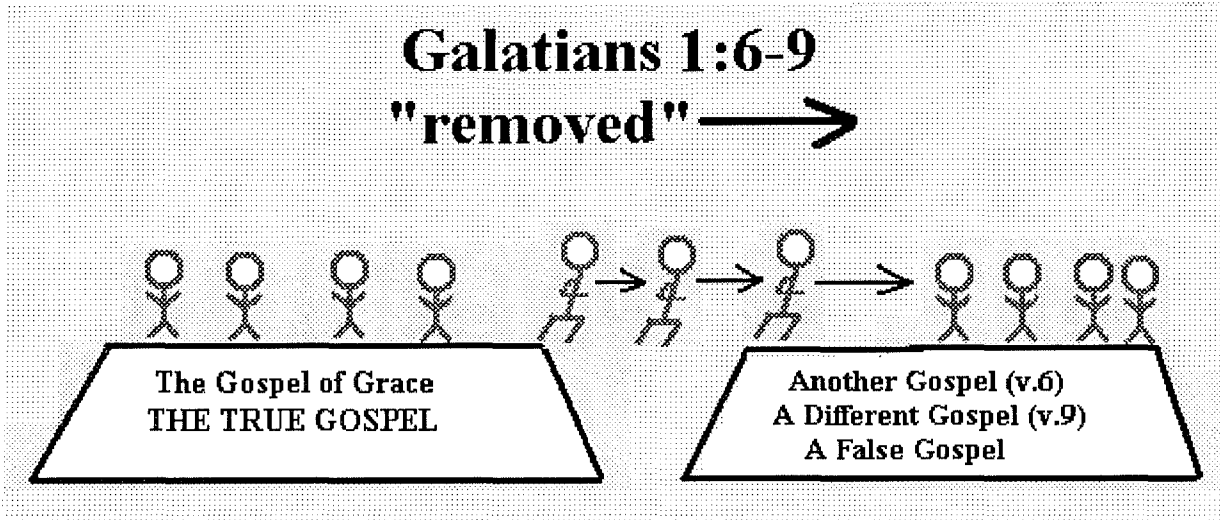 Galatians 1:6-9
"removed"
The Gospel of Grace
THE TRUE GOSPEL
Another Gospel (v.6)
A Different Gospel (v.9)
A False Gospel